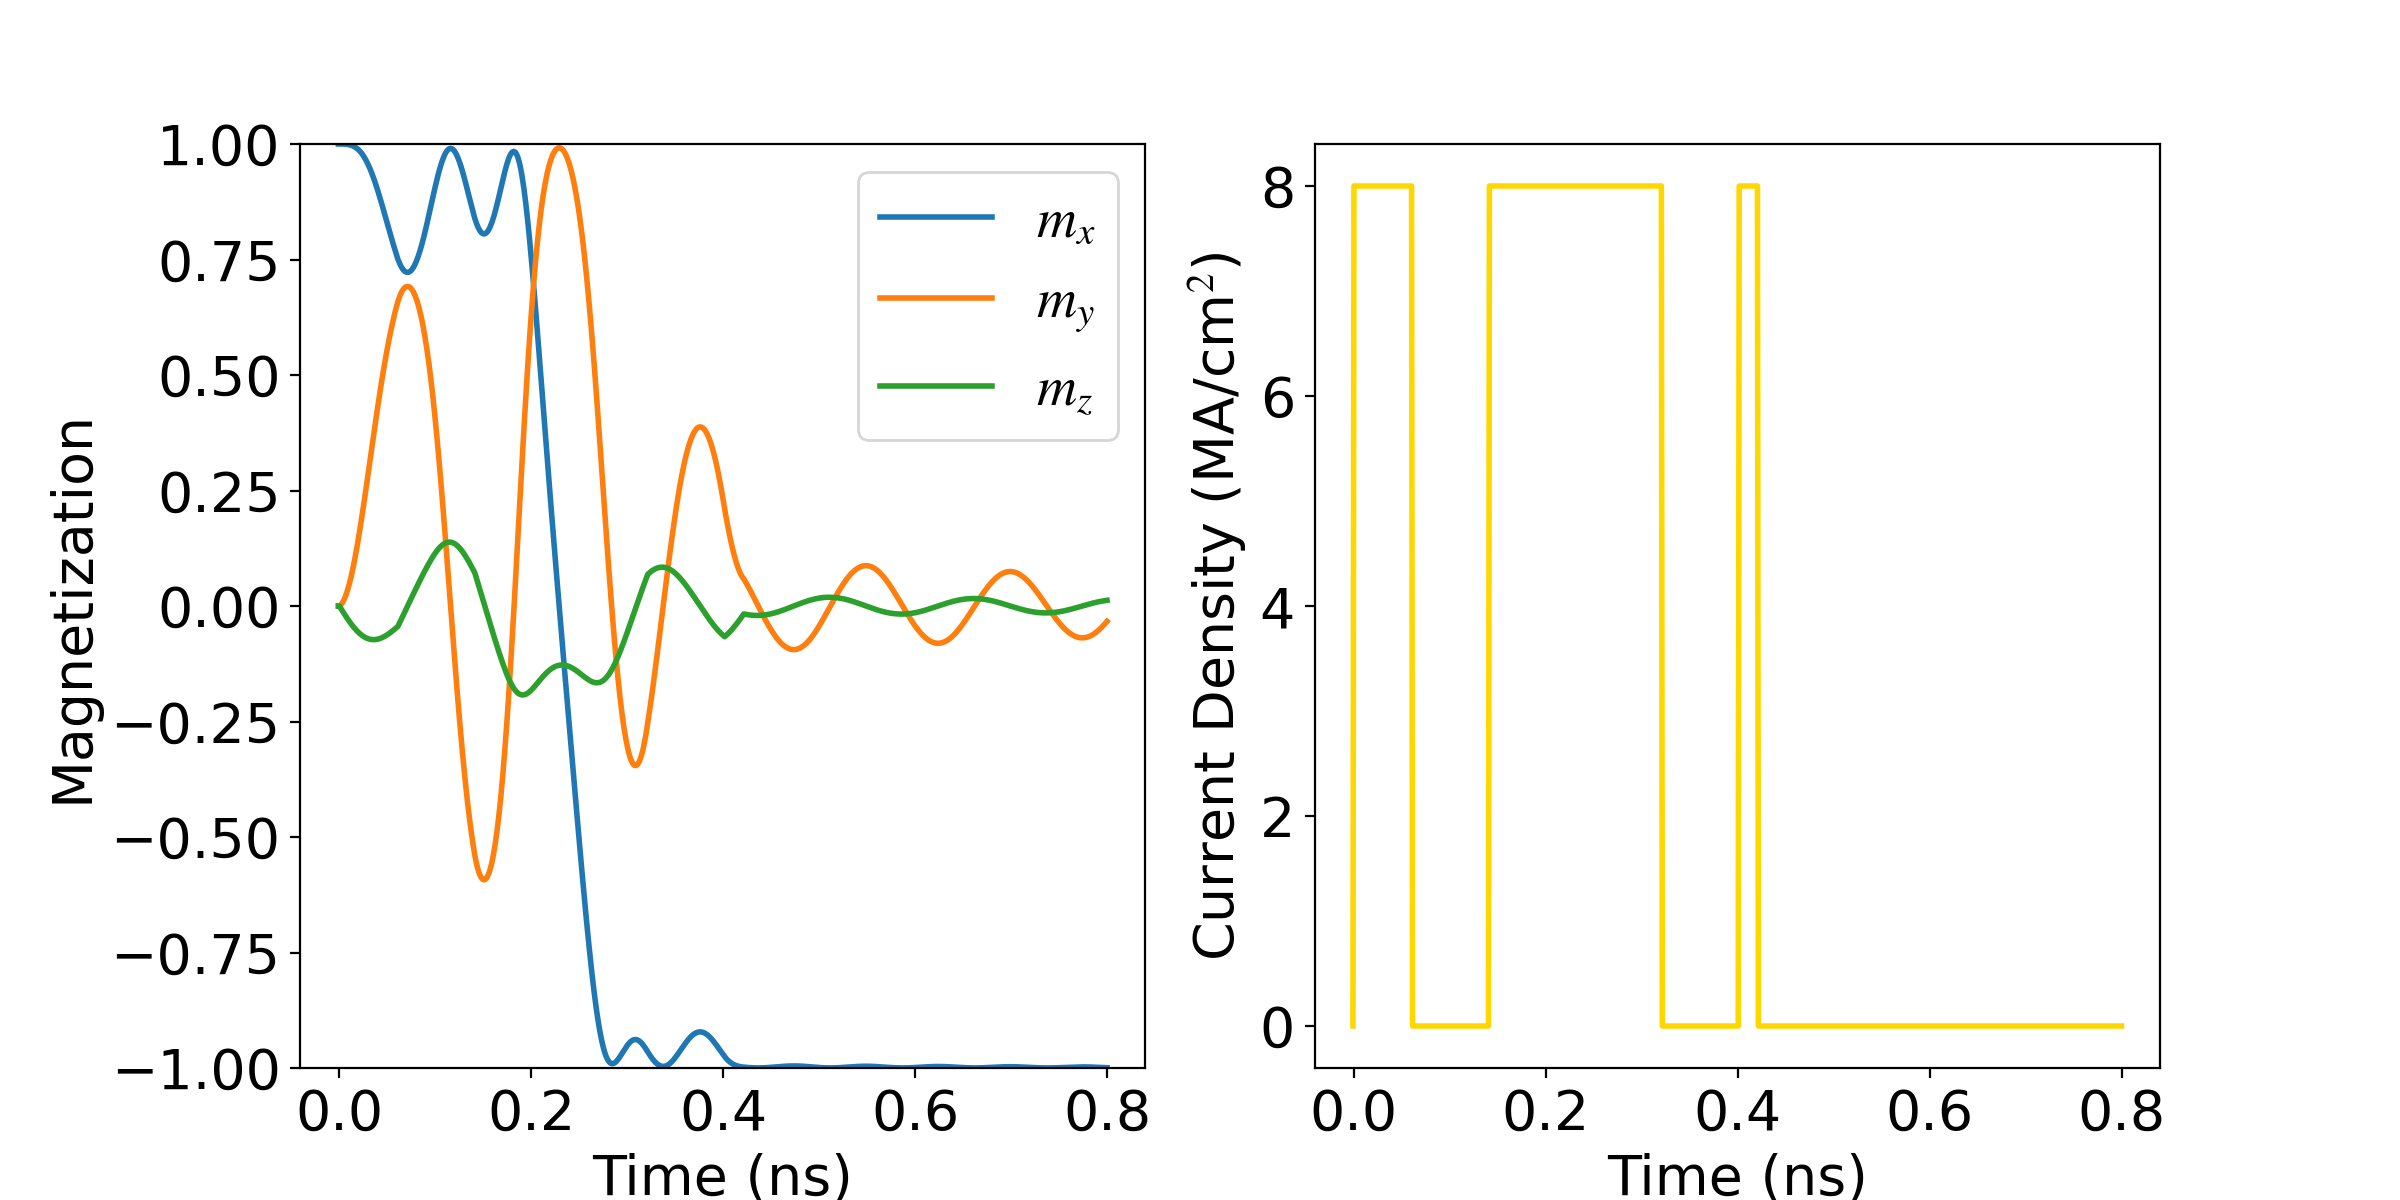 Magnetization
1.00
0.75
0.50
0.25
0.00
−0.25
−0.50
−0.75
−1.00
0.0 0.2 0.4 0.6 0.8
Time (ns)
m_x
m_y
m_z
Current Density (MA/cm²)
8
6
4
2
0
0.0 0.2 0.4 0.6 0.8
Time (ns)